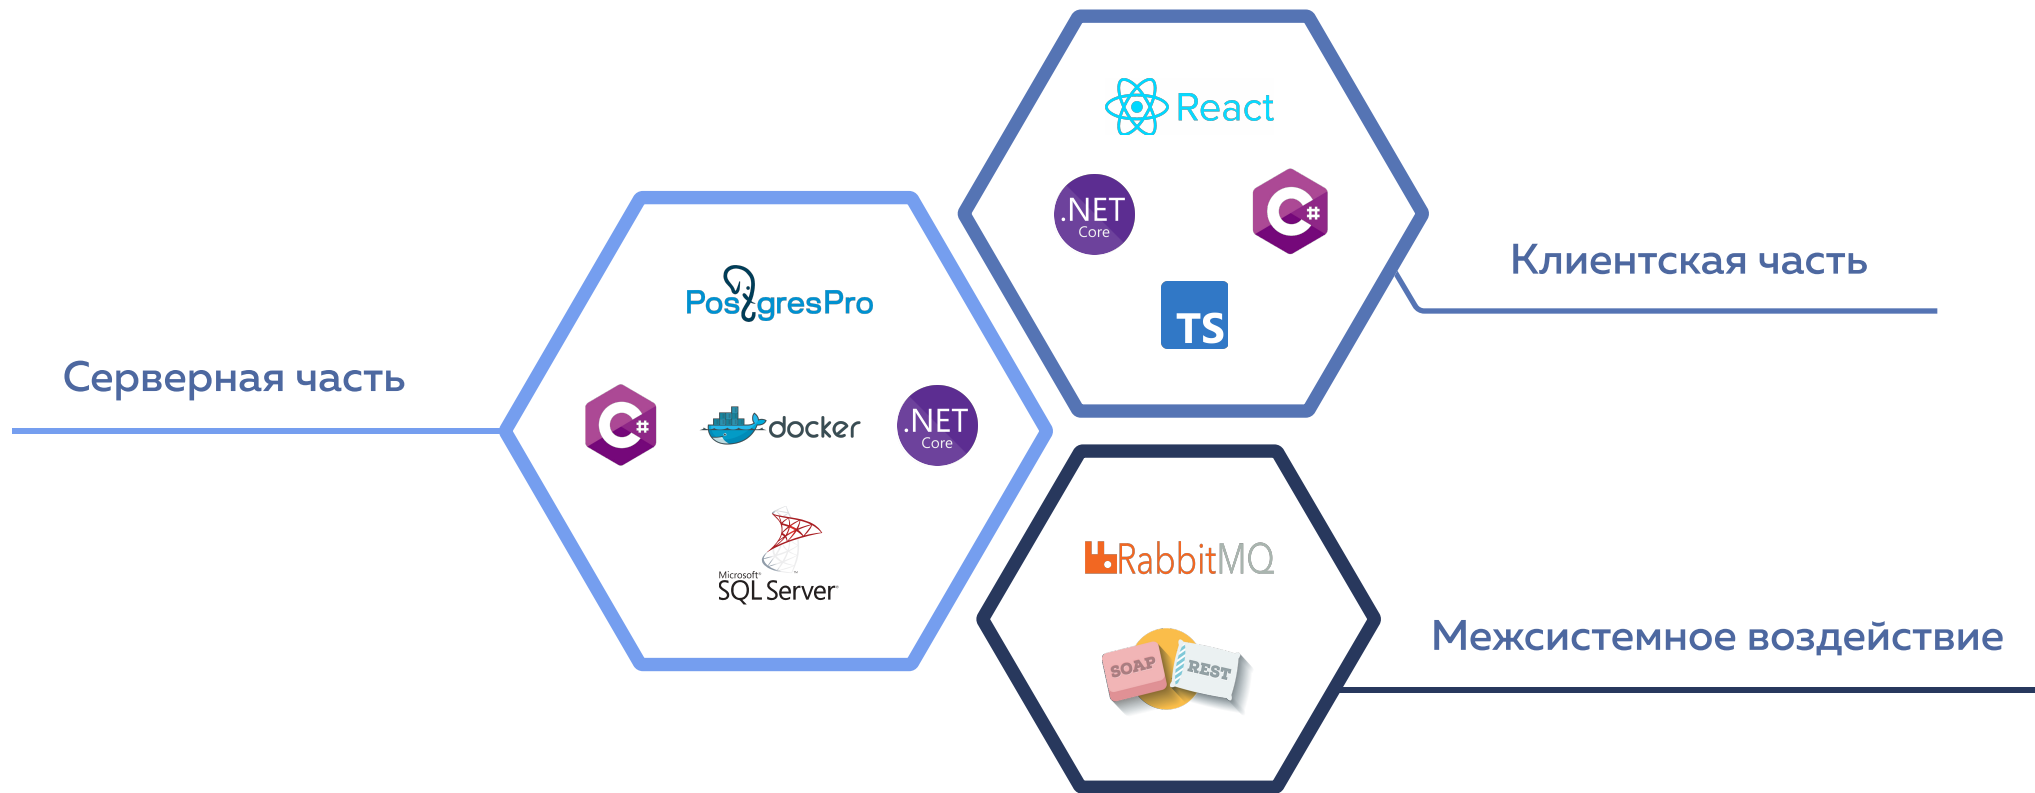 React
.NET
Core
C#
TS
Клиентская часть
PostgresPro
Серверная часть
C#
docker
.NET
Core
Microsoft®
SQL Server®
RabbitMQ
SOAP
REST
Межсистемное воздействие